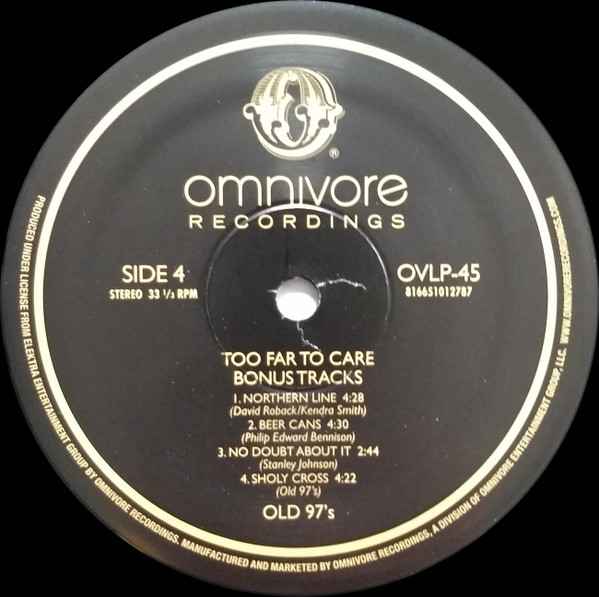 O
®
omnivore
RECORDINGS
SIDE 4
STEREO 33 ⅓ RPM
OVLP-45
816651012787
TOO FAR TO CARE
BONUS TRACKS
1. NORTHERN LINE 4:28
(David Roback/Kendra Smith)
2. BEER CANS 4:30
(Philip Edward Bennison)
3. NO DOUBT ABOUT IT 2:44
(Stanley Johnson)
4. SHOLY CROSS 4:22
(Old 97's)
OLD 97's
PRODUCED UNDER LICENSE FROM ELEKTRA ENTERTAINMENT GROUP BY OMNIVORE RECORDINGS. MANUFACTURED AND MARKETED BY OMNIVORE RECORDINGS, A DIVISION OF OMNIVORE ENTERTAINMENT GROUP, LLC. WWW.OMNIVORERECORDINGS.COM